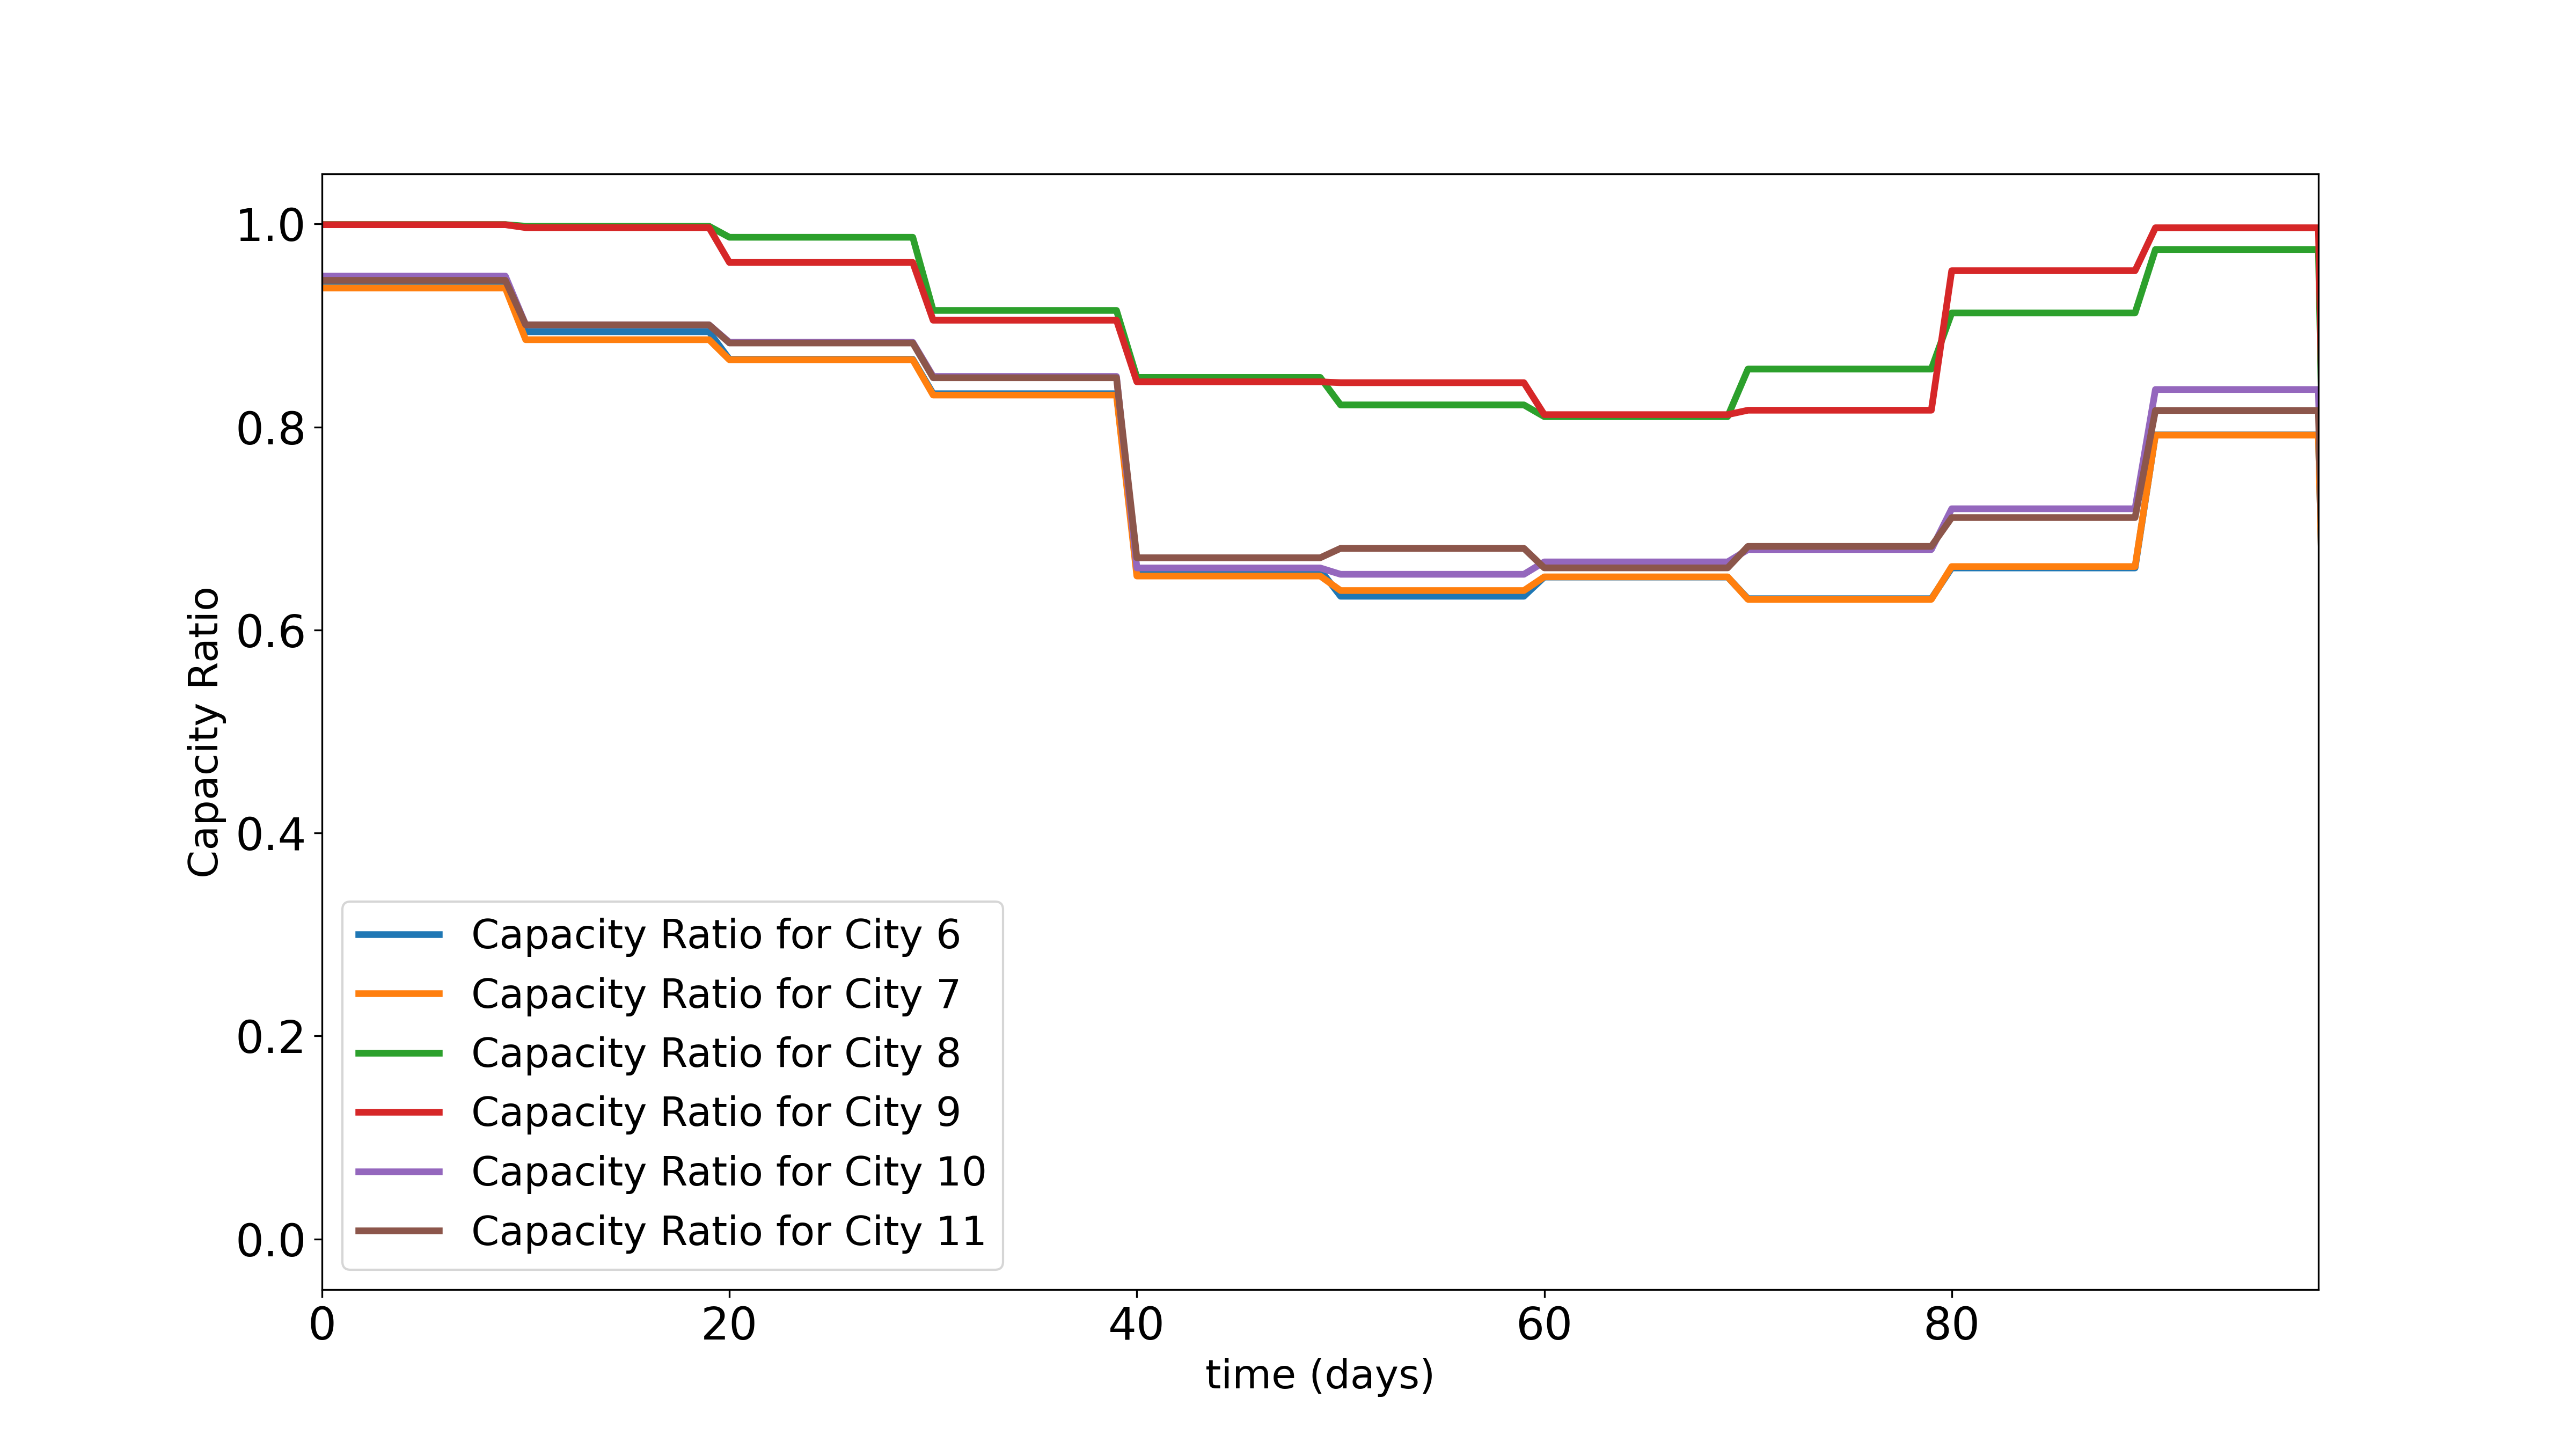 1.0
0.8
0.6
0.4
0.2
0.0
Capacity Ratio
Capacity Ratio for City 6
Capacity Ratio for City 7
Capacity Ratio for City 8
Capacity Ratio for City 9
Capacity Ratio for City 10
Capacity Ratio for City 11
0 20 40 60 80
time (days)